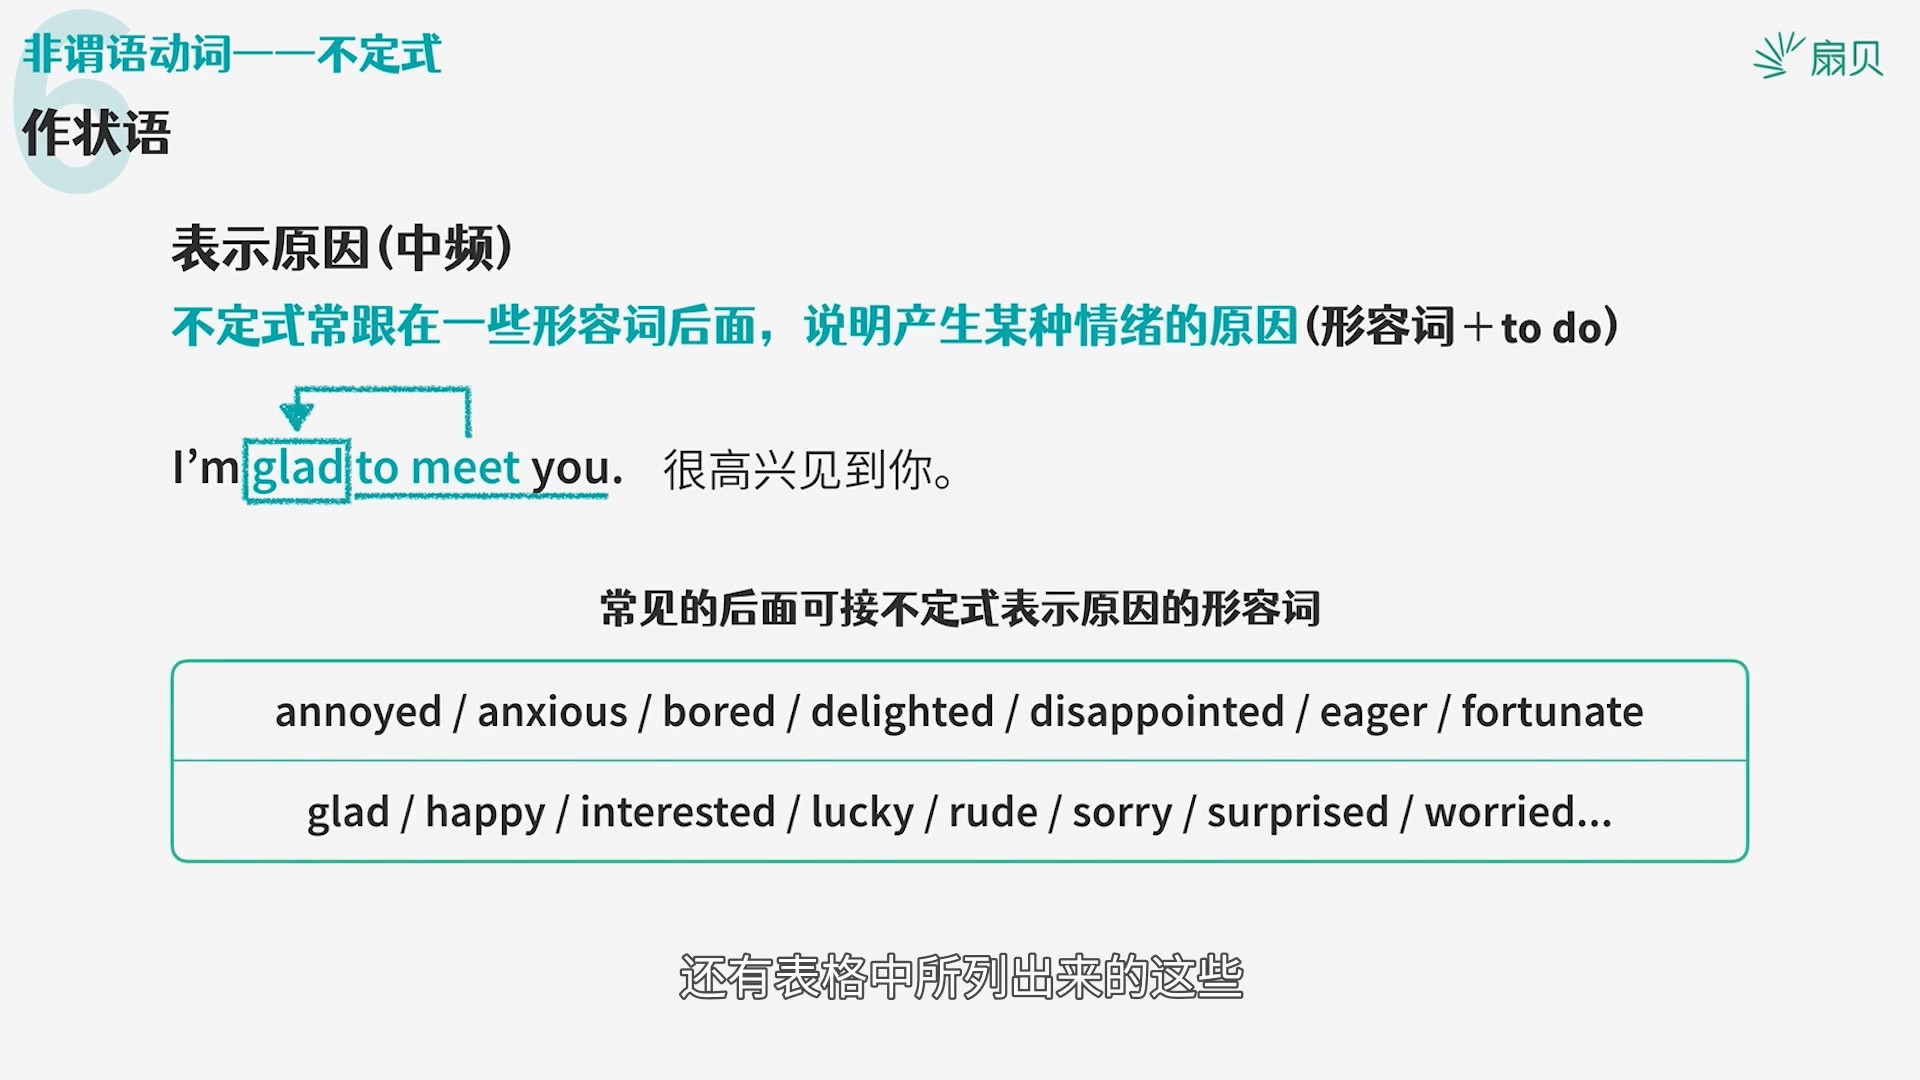 非谓语动词——不定式
扇贝
6
作状语
表示原因(中频)
不定式常跟在一些形容词后面，说明产生某种情绪的原因(形容词＋to do)
I’m glad to meet you. 很高兴见到你。
常见的后面可接不定式表示原因的形容词
annoyed / anxious / bored / delighted / disappointed / eager / fortunate
glad / happy / interested / lucky / rude / sorry / surprised / worried...
还有表格中所列出来的这些